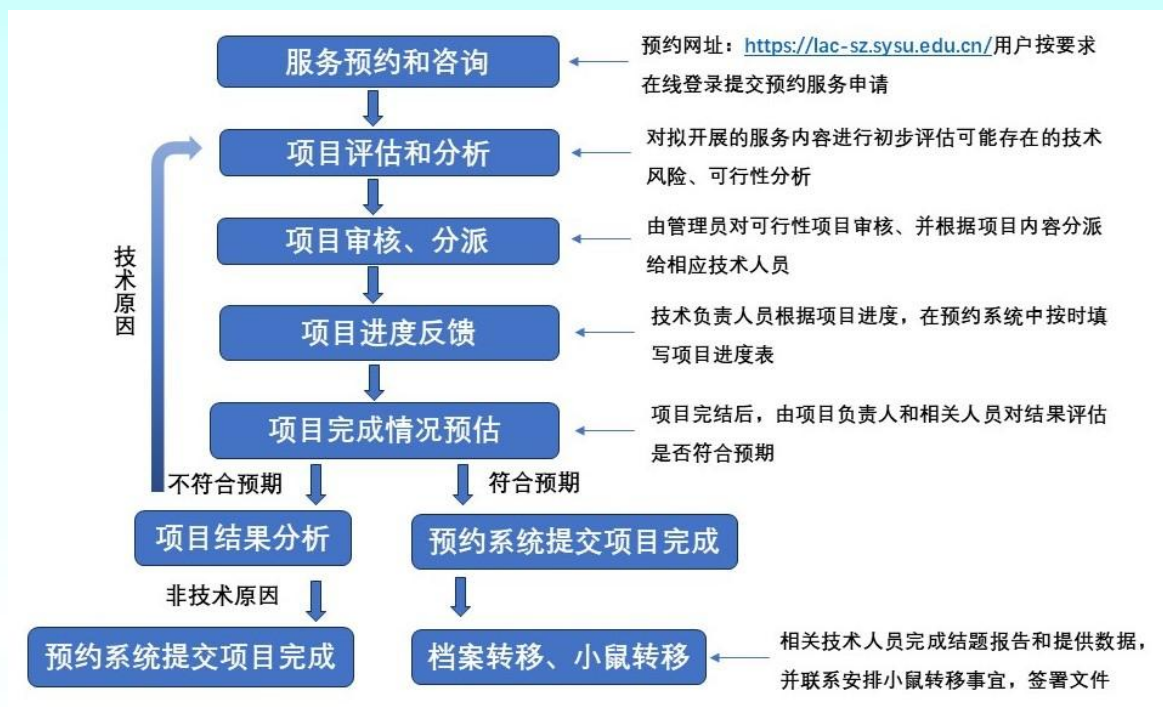 服务预约和咨询
预约网址：https://lac-sz.sysu.edu.cn/用户按要求
在线登录提交预约服务申请
项目评估和分析
对拟开展的服务内容进行初步评估可能存在的技术
风险、可行性分析
项目审核、分派
由管理员对可行性项目审核、并根据项目内容分派
给相应技术人员
技术原因
项目进度反馈
技术负责人员根据项目进度，在预约系统中按时填
写项目进度表
项目完成情况预估
项目完结后，由项目负责人和相关人员对结果评估
是否符合预期
不符合预期
符合预期
项目结果分析
预约系统提交项目完成
非技术原因
预约系统提交项目完成
档案转移、小鼠转移
相关技术人员完成结题报告和提供数据，
并联系安排小鼠转移事宜，签署文件